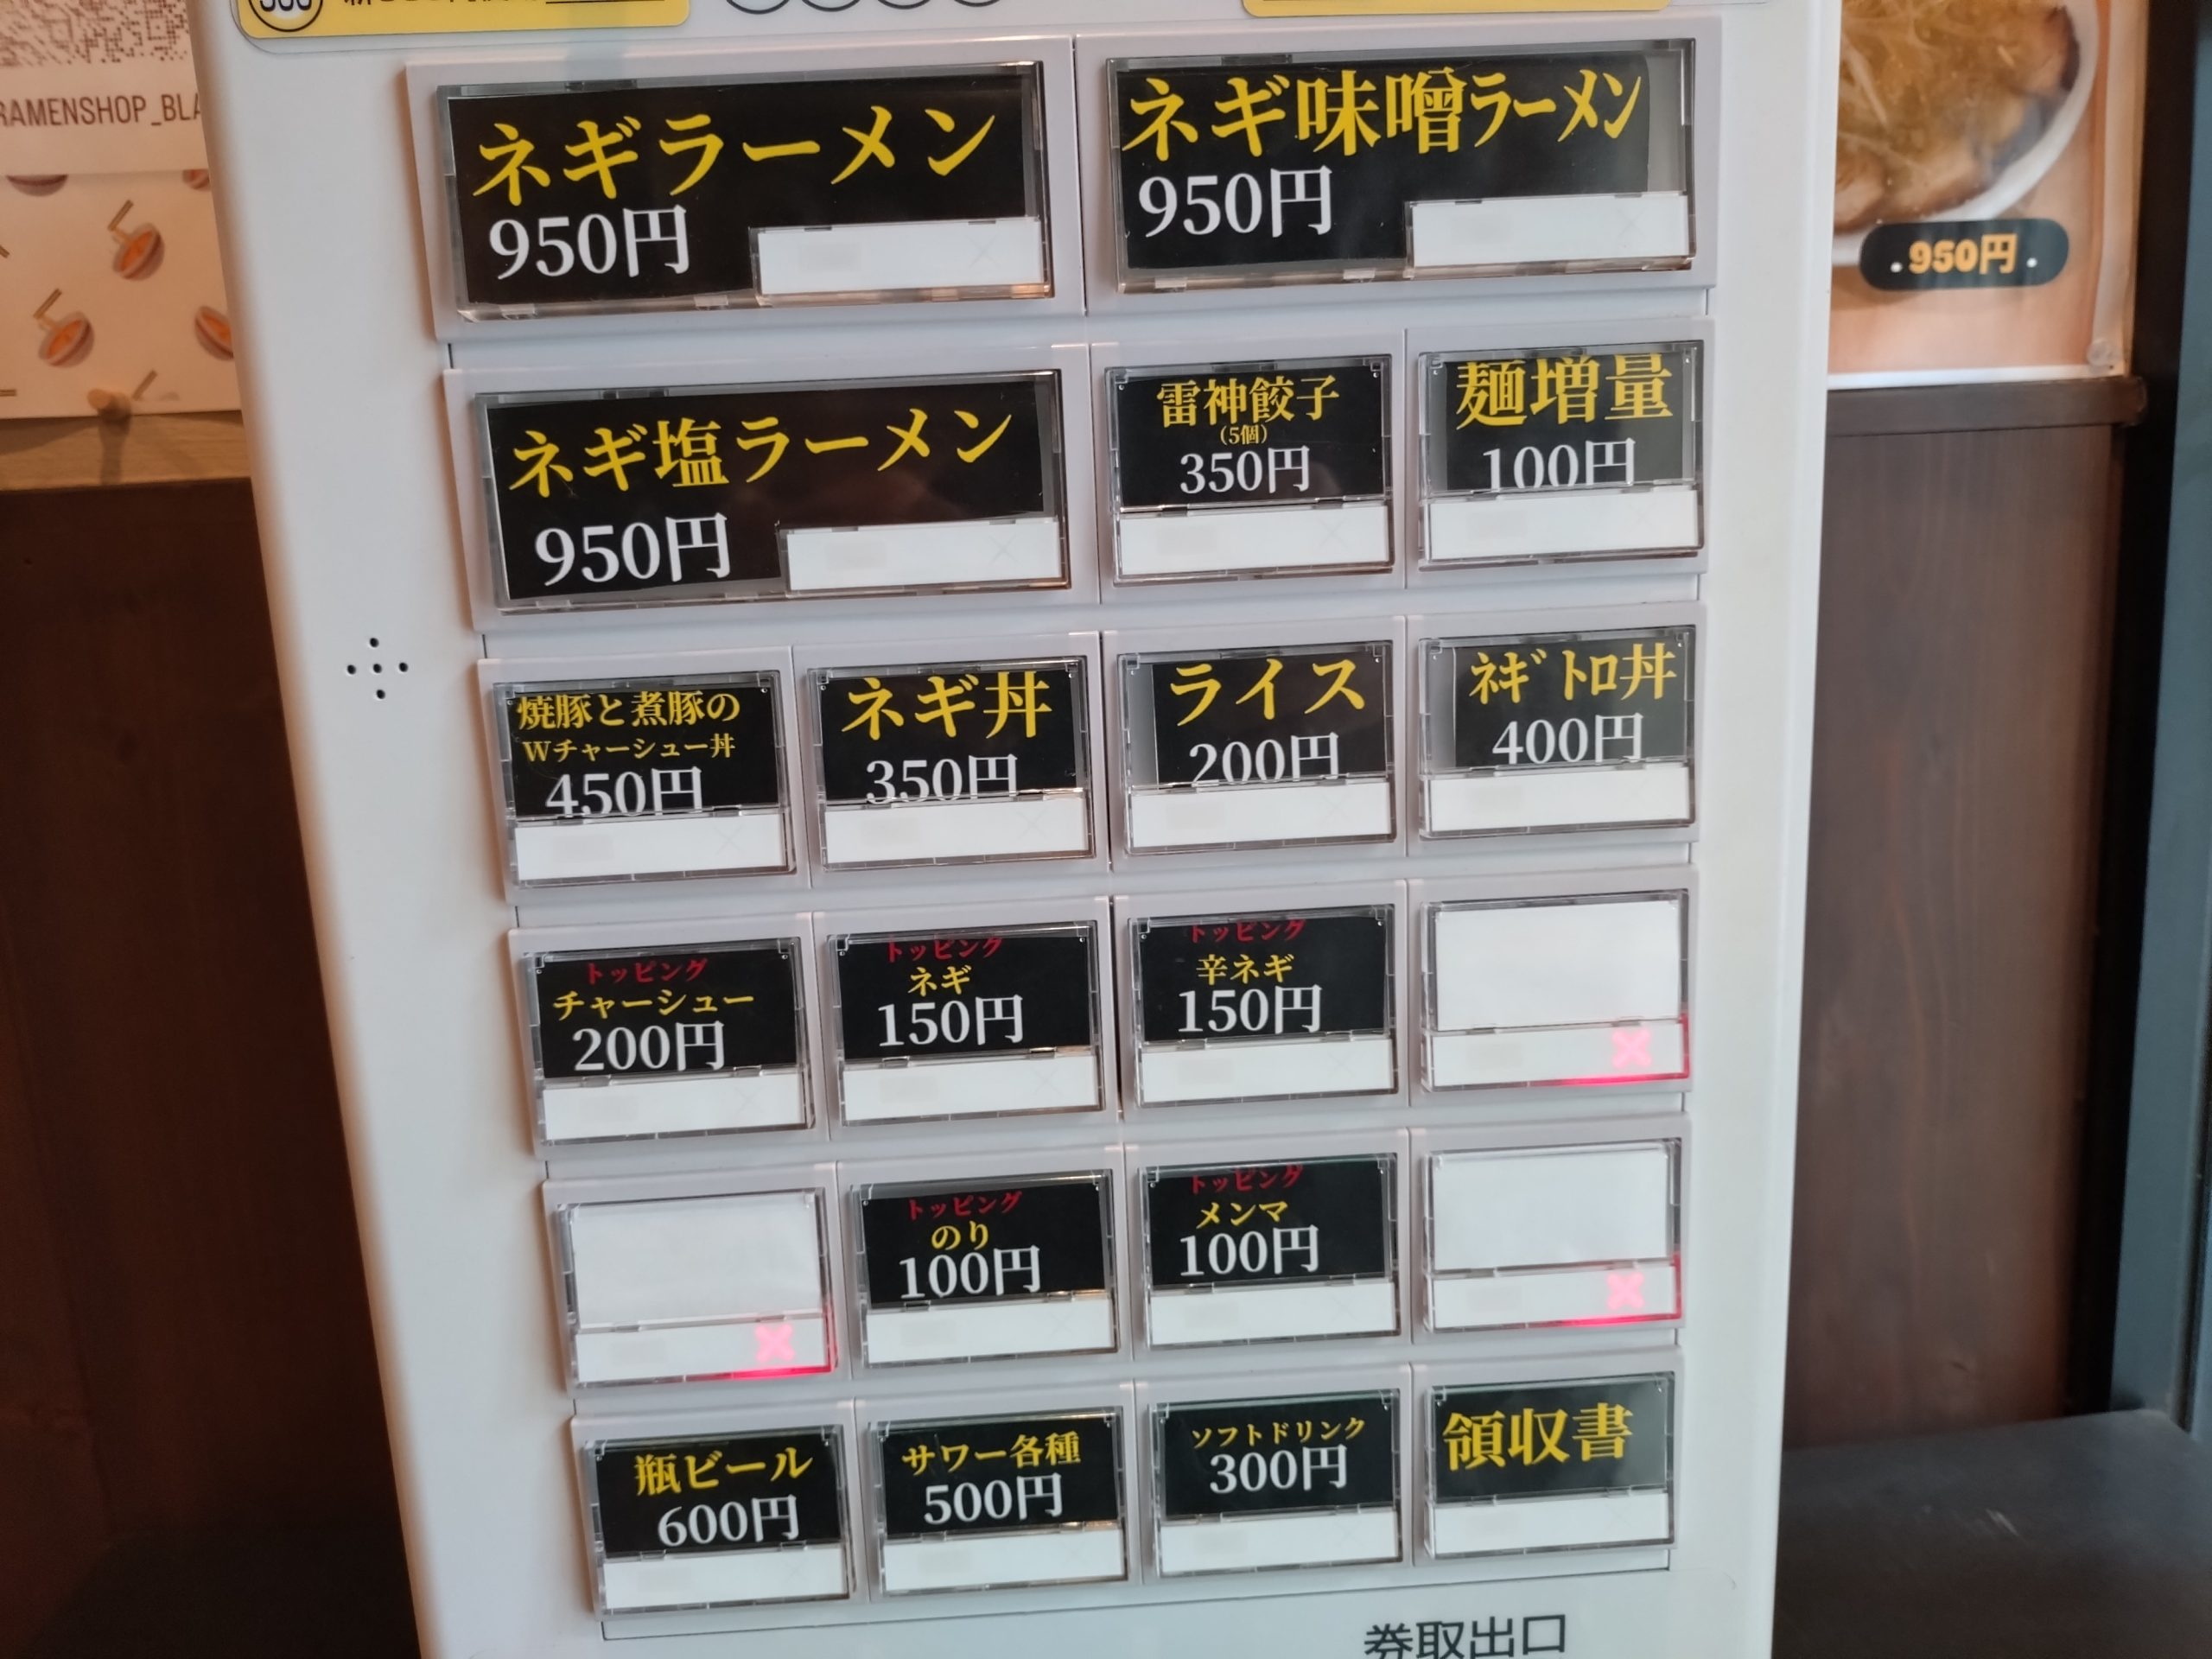 RAMENSHOP_BLA
ネギラーメン
950円
ネギ味噌ラーメン
950円
950円
ネギ塩ラーメン
950円
雷神餃子
(5個)
350円
麺増量
100円
焼豚と煮豚の
Wチャーシュー丼
450円
ネギ丼
350円
ライス
200円
ネギトロ丼
400円
トッピング
チャーシュー
200円
トッピング
ネギ
150円
トッピング
辛ネギ
150円
トッピング
のり
100円
トッピング
メンマ
100円
瓶ビール
600円
サワー各種
500円
ソフトドリンク
300円
領収書
券取出口